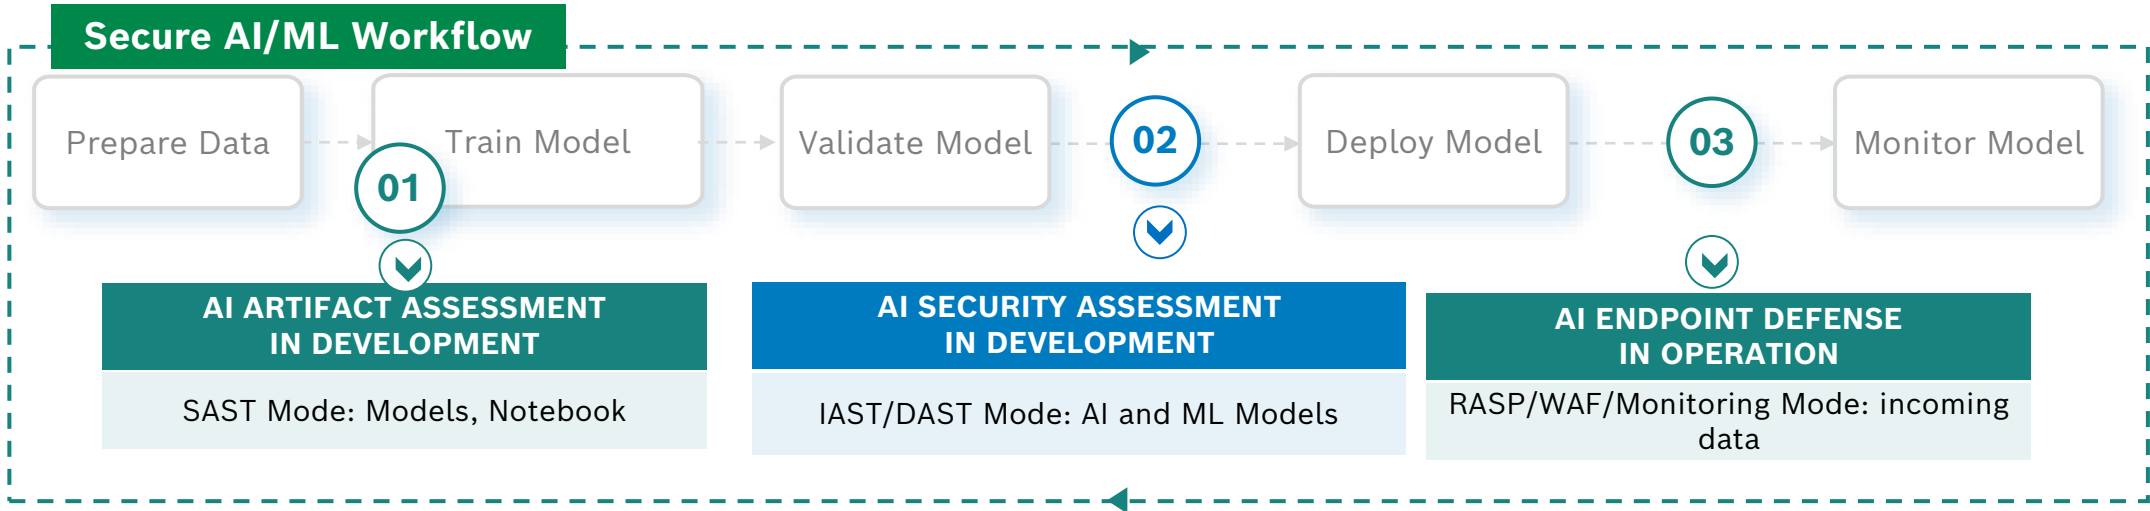 Secure AI/ML Workflow
Prepare Data
Train Model
Validate Model
02
Deploy Model
03
Monitor Model
01
AI ARTIFACT ASSESSMENT
IN DEVELOPMENT
SAST Mode: Models, Notebook
AI SECURITY ASSESSMENT
IN DEVELOPMENT
IAST/DAST Mode: AI and ML Models
AI ENDPOINT DEFENSE
IN OPERATION
RASP/WAF/Monitoring Mode: incoming
data